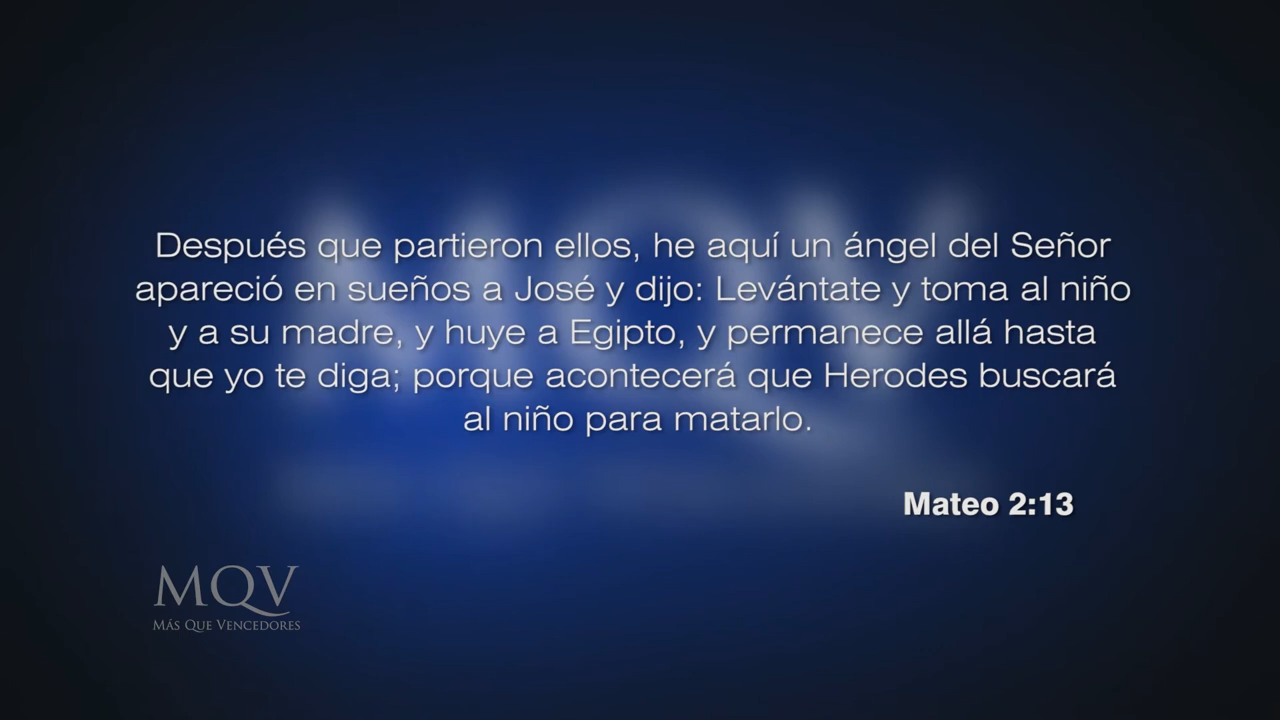 Después que partieron ellos, he aquí un ángel del Señor
apareció en sueños a José y dijo: Levántate y toma al niño
y a su madre, y huye a Egipto, y permanece allá hasta
que yo te diga; porque acontecerá que Herodes buscará
al niño para matarlo.
Mateo 2:13
MQV
Más Que Vencedores